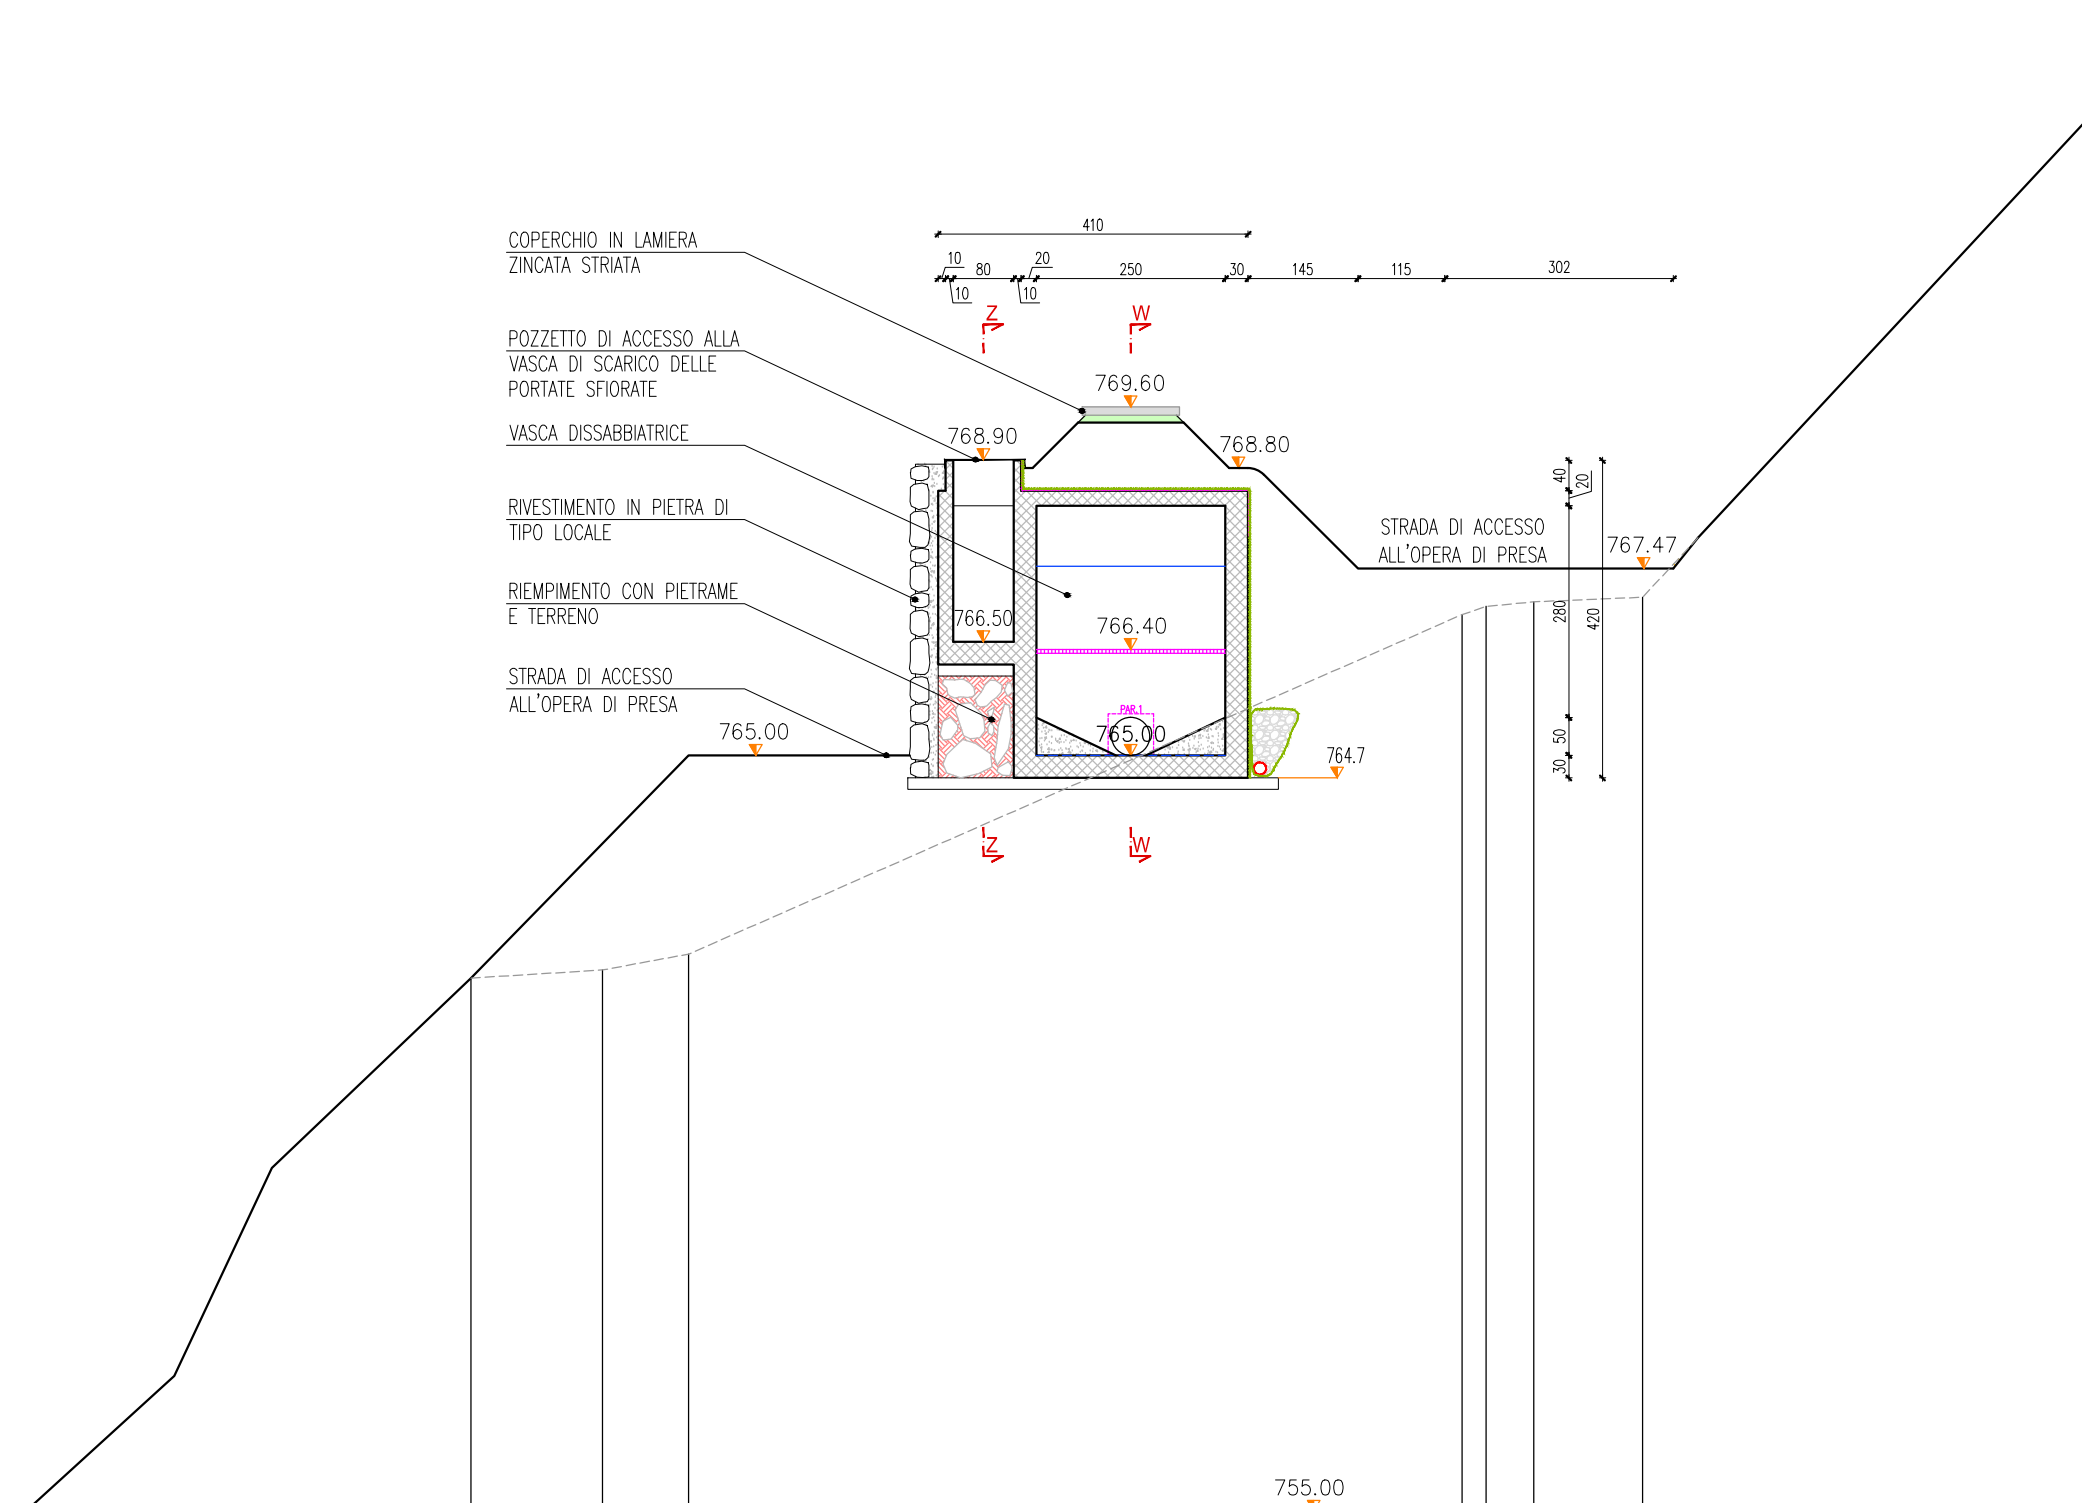 410
COPERCHIO IN LAMIERA
ZINCATA STRIATA
10
80
20
250
30
145
115
302
10
10
Z
W
POZZETTO DI ACCESSO ALLA
VASCA DI SCARICO DELLE
PORTATE SFIORATE
769.60
VASCA DISSABBIATRICE
768.90
768.80
40
20
RIVESTIMENTO IN PIETRA DI
TIPO LOCALE
STRADA DI ACCESSO
ALL'OPERA DI PRESA
767.47
RIEMPIMENTO CON PIETRAME
E TERRENO
766.50
766.40
280
420
STRADA DI ACCESSO
ALL'OPERA DI PRESA
PAR.1
765.00
765.00
764.7
50
30
Z
W
755.00